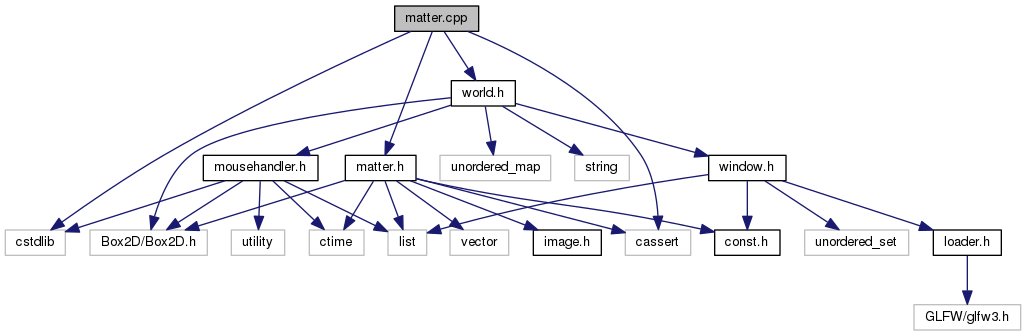 matter.cpp
world.h
mousehandler.h
matter.h
unordered_map
string
window.h
cstdlib
Box2D/Box2D.h
utility
ctime
list
vector
image.h
cassert
const.h
unordered_set
loader.h
GLFW/glfw3.h